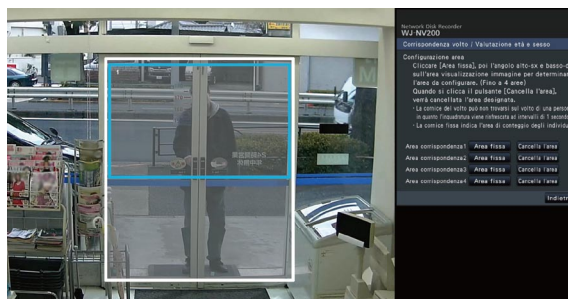 Network Disk Recorder
WJ-NV200
Corrispondenza volto / Valutazione età e sesso
Configurazione area
Cliccare [Area fissa], poi l'angolo alto-sx e basso-d
sull'area visualizzazione immagine per determinar
l'area da configurare. (Fino a 4 aree)
Quando si clicca il pulsante [Cancella l'area],
verrà cancellata l'area designata.
· La cornice del volto può non trovarsi sul volto di una person
in quanto l'inquadratura viene rinfrescata ad intervalli di 1 second
· La cornice fissa indica l'area di conteggio degli individu
Area corrispondenza1 Area fissa Cancella l'area
Area corrispondenza2 Area fissa Cancella l'area
Area corrispondenza3 Area fissa Cancella l'area
Area corrispondenza4 Area fissa Cancella l'area
Indietr